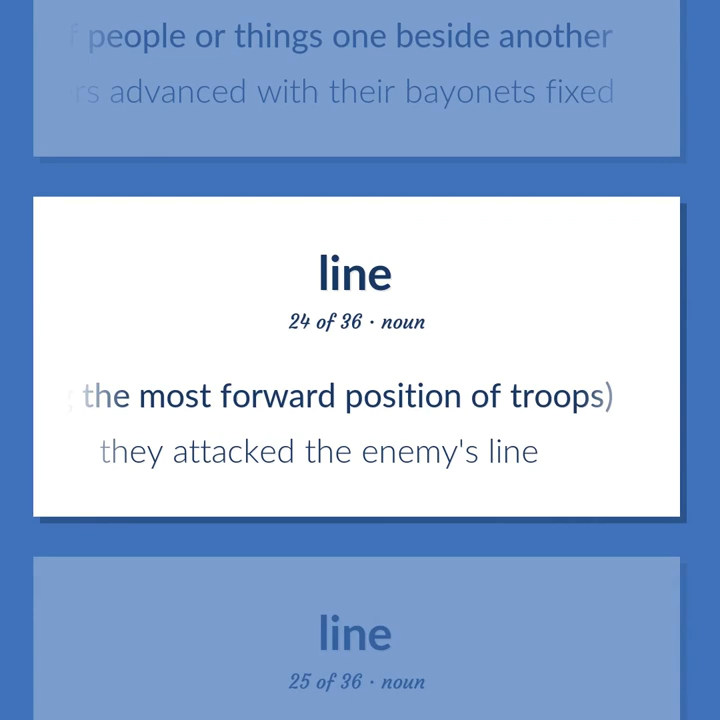 people or things one beside another
advanced with their bayonets fixed
line
24 of 36 · noun
the most forward position of troops)
they attacked the enemy's line
line
25 of 36 · noun